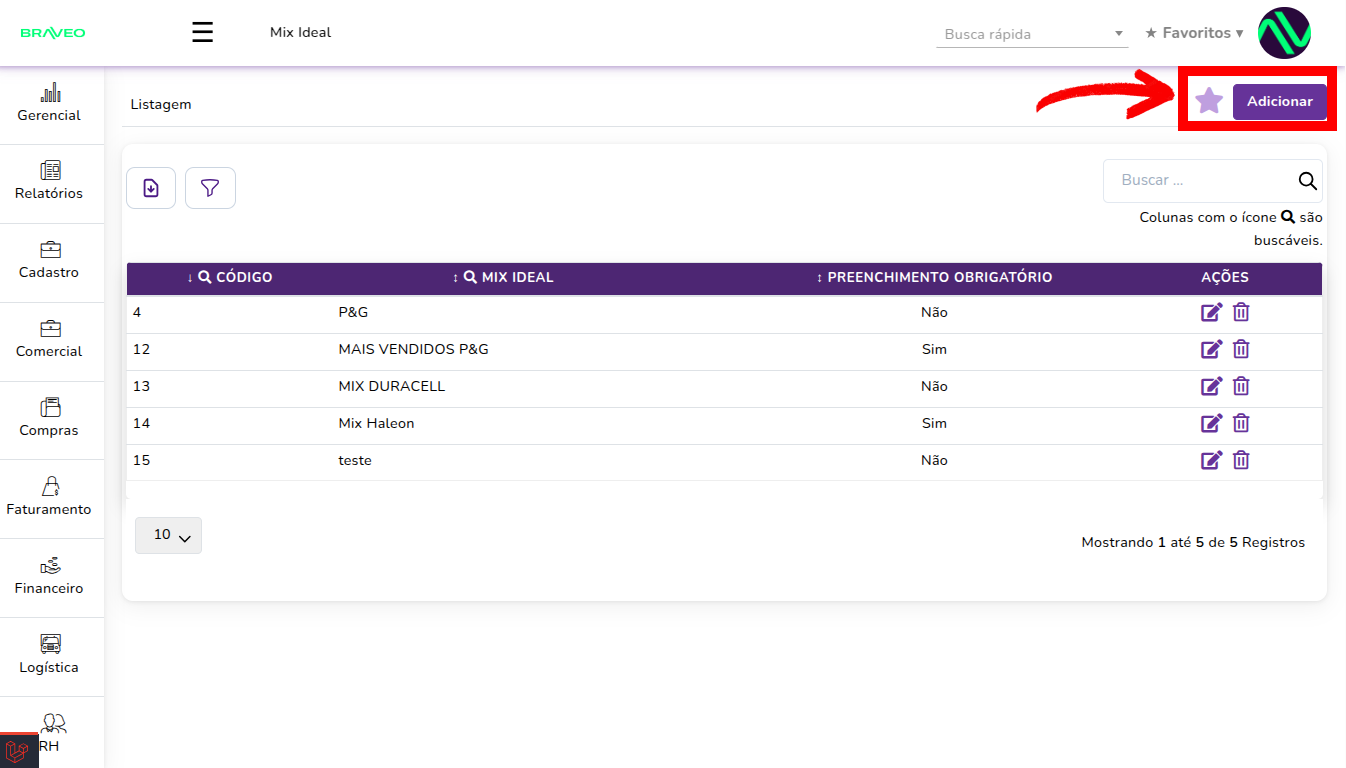 BRAVEO
Mix Ideal
Busca rápida
★ Favoritos ▾
Listagem
Adicionar
Gerencial
Relatórios
Cadastro
Comercial
Compras
Faturamento
Financeiro
Logística
RH
Buscar ...
Colunas com o ícone são
buscáveis.
↓ CÓDIGO ↕ MIX IDEAL ↕ PREENCHIMENTO OBRIGATÓRIO AÇÕES
4 P&G Não
12 MAIS VENDIDOS P&G Sim
13 MIX DURACELL Não
14 Mix Haleon Sim
15 teste Não
10
Mostrando 1 até 5 de 5 Registros